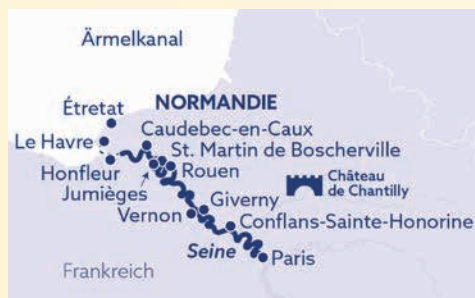 Ärmelkanal
Étretat
NORMANDIE
Le Havre
Caudebec-en-Caux
St. Martin de Boscherville
Honfleur
Rouen
Jumièges
Château
de Chantilly
Giverny
Vernon
Conflans-Sainte-Honorine
Seine
Paris
Frankreich